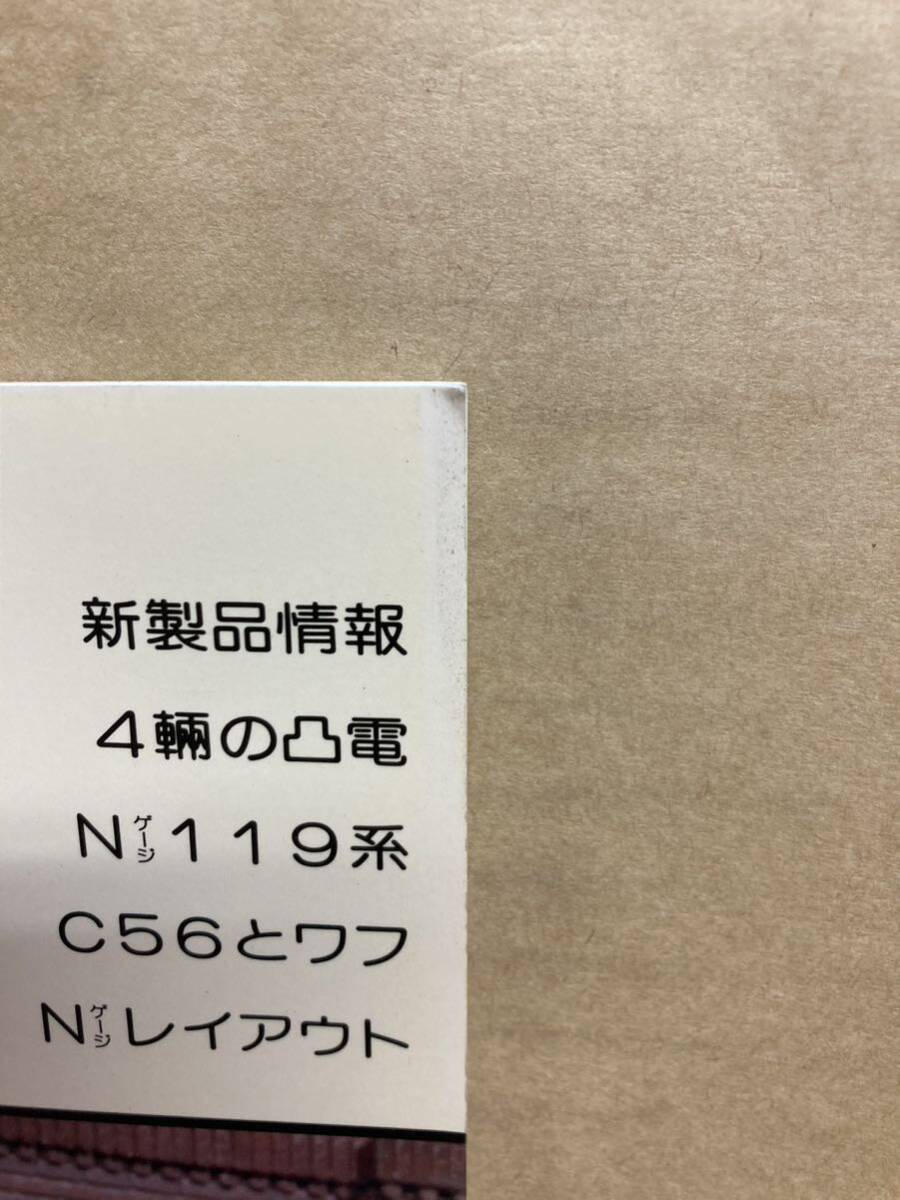 新製品情報
4輛の凸電
Nゲージ119系
C56とワフ
Nゲージレイアウト